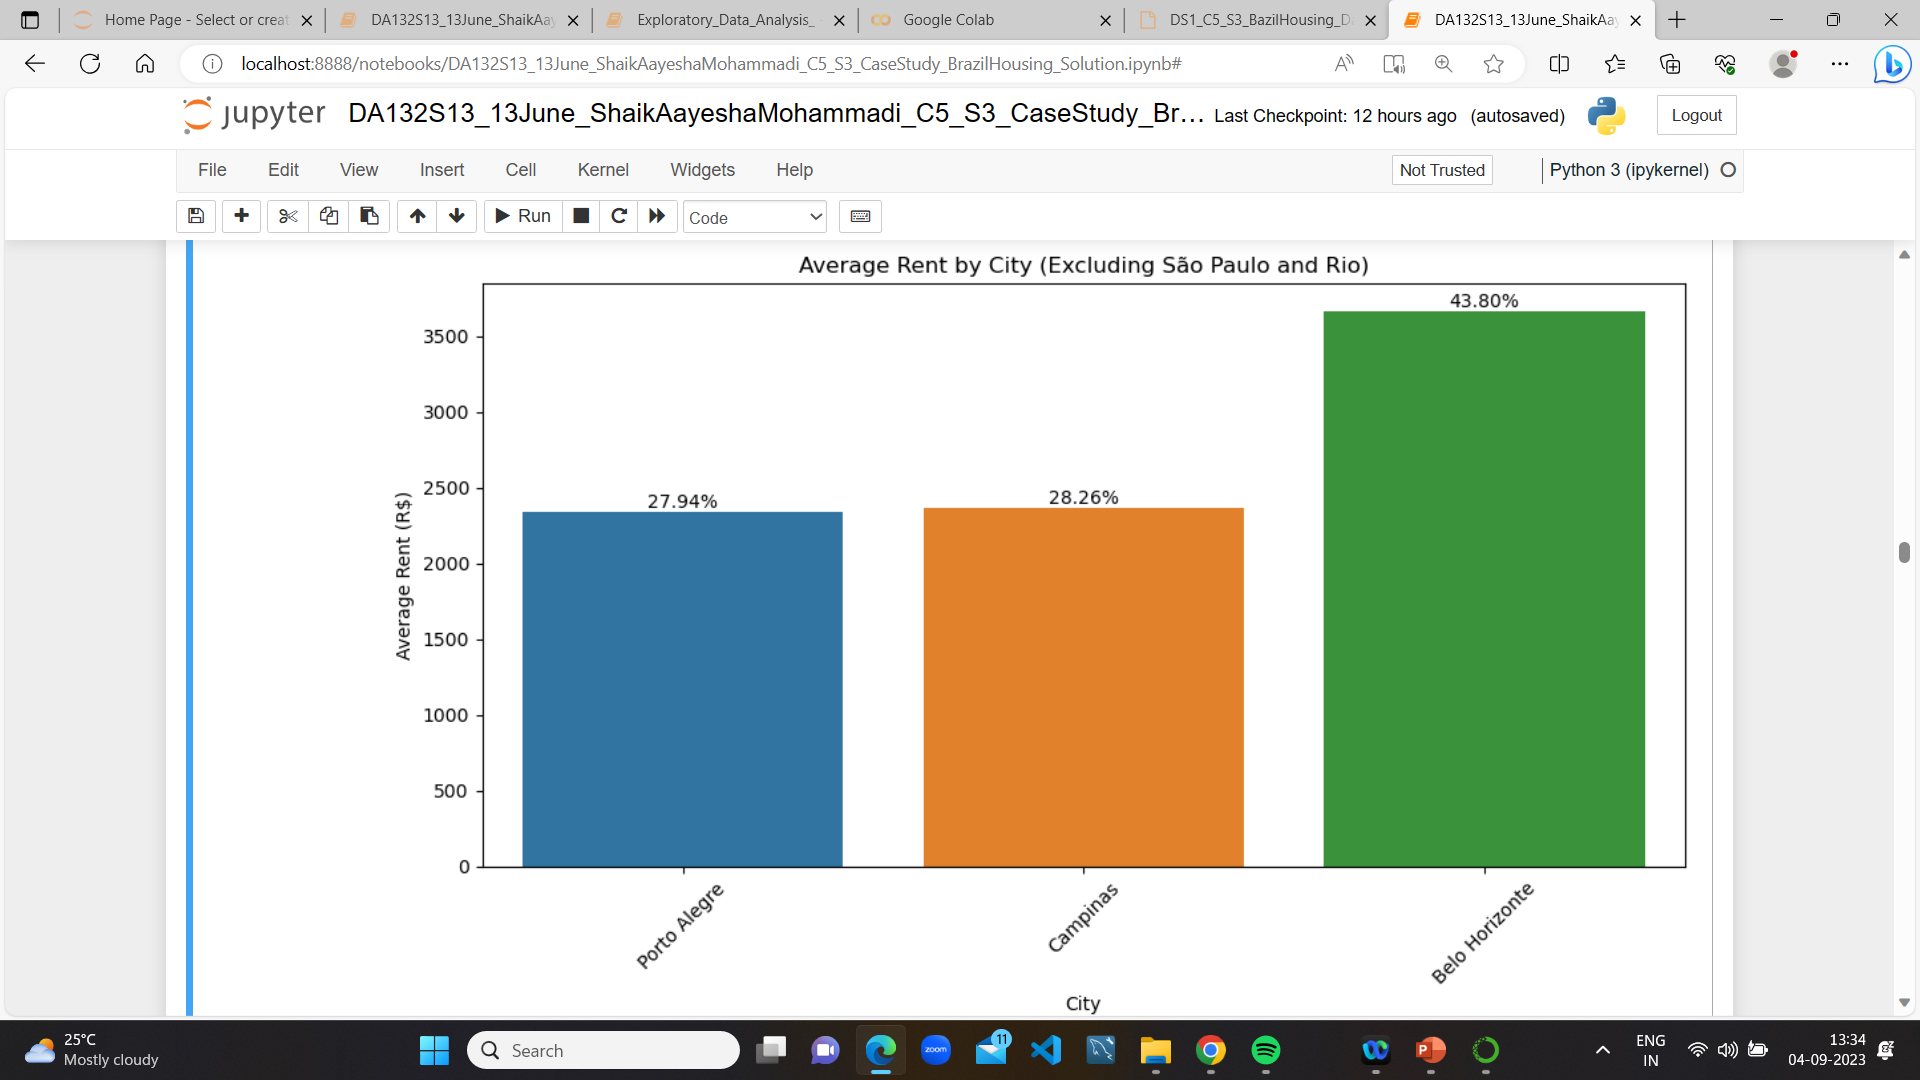 Home Page - Select or creat
DA132S13_13June_ShaikAay
Exploratory_Data_Analysis_
Google Colab
DS1_C5_S3_BazilHousing_D
DA132S13_13June_ShaikAay
localhost:8888/notebooks/DA132S13_13June_ShaikAayeshaMohammadi_C5_S3_CaseStudy_BrazilHousing_Solution.ipynb#
jupyter DA132S13_13June_ShaikAayeshaMohammadi_C5_S3_CaseStudy_Br... Last Checkpoint: 12 hours ago (autosaved)
Logout
File Edit View Insert Cell Kernel Widgets Help
Not Trusted
Python 3 (ipykernel)
Run
Code
Average Rent by City (Excluding São Paulo and Rio)
43.80%
3500
3000
2500
27.94%
28.26%
2000
1500
1000
500
0
Average Rent (R$)
Porto Alegre
Campinas
Belo Horizonte
City
25°C
Mostly cloudy
Search
zoom
11
ENG
IN
13:34
04-09-2023